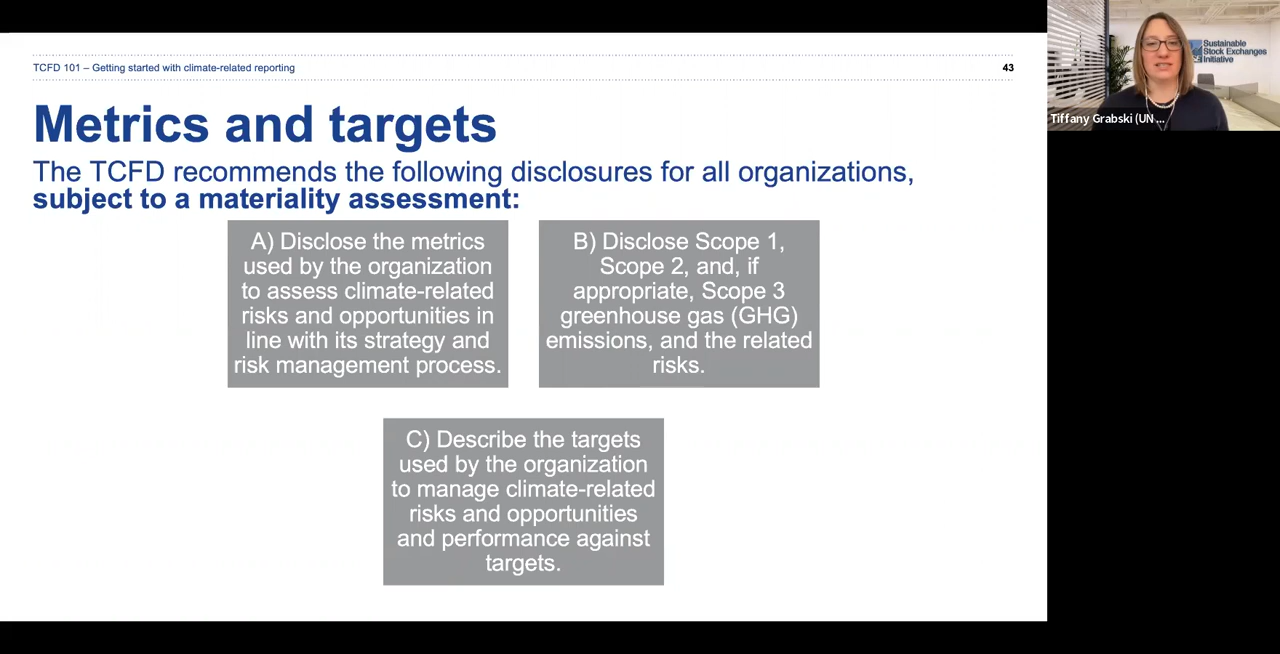 TCFD 101 – Getting started with climate-related reporting
43
Metrics and targets
The TCFD recommends the following disclosures for all organizations,
subject to a materiality assessment:
A) Disclose the metrics
used by the organization
to assess climate-related
risks and opportunities in
line with its strategy and
risk management process.
B) Disclose Scope 1,
Scope 2, and, if
appropriate, Scope 3
greenhouse gas (GHG)
emissions, and the related
risks.
C) Describe the targets
used by the organization
to manage climate-related
risks and opportunities
and performance against
targets.
Sustainable
Stock Exchanges
Initiative
Tiffany Grabski (UN ...